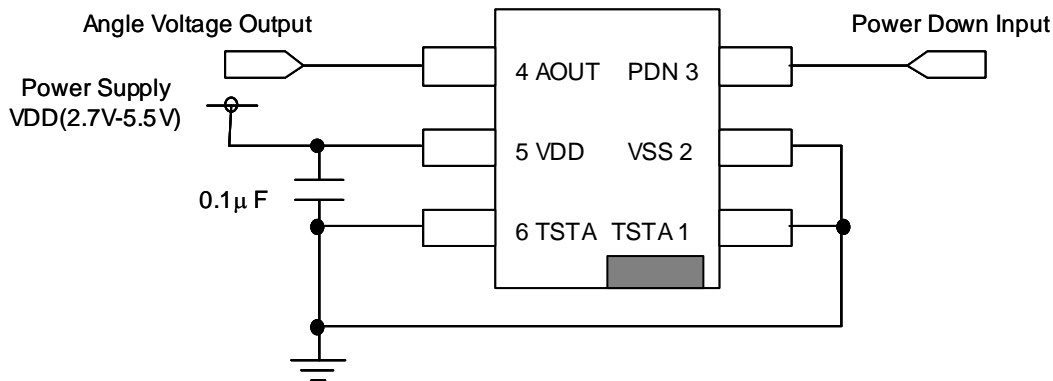 Angle Voltage Output
Power Down Input
Power Supply
VDD(2.7V-5.5V)
4 AOUT
PDN 3
5 VDD
VSS 2
0.1μ F
6 TSTA
TSTA 1